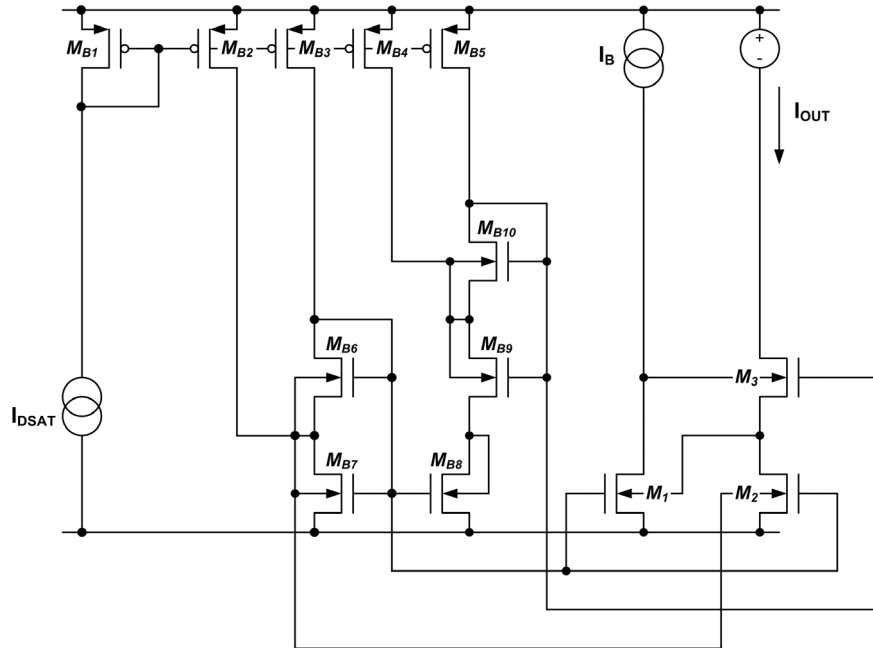 M_B1
M_B2
M_B3
M_B4
M_B5
I_B
+
-
I_OUT
M_B10
M_B6
M_B9
M_3
I_DSAT
M_B7
M_B8
M_1
M_2